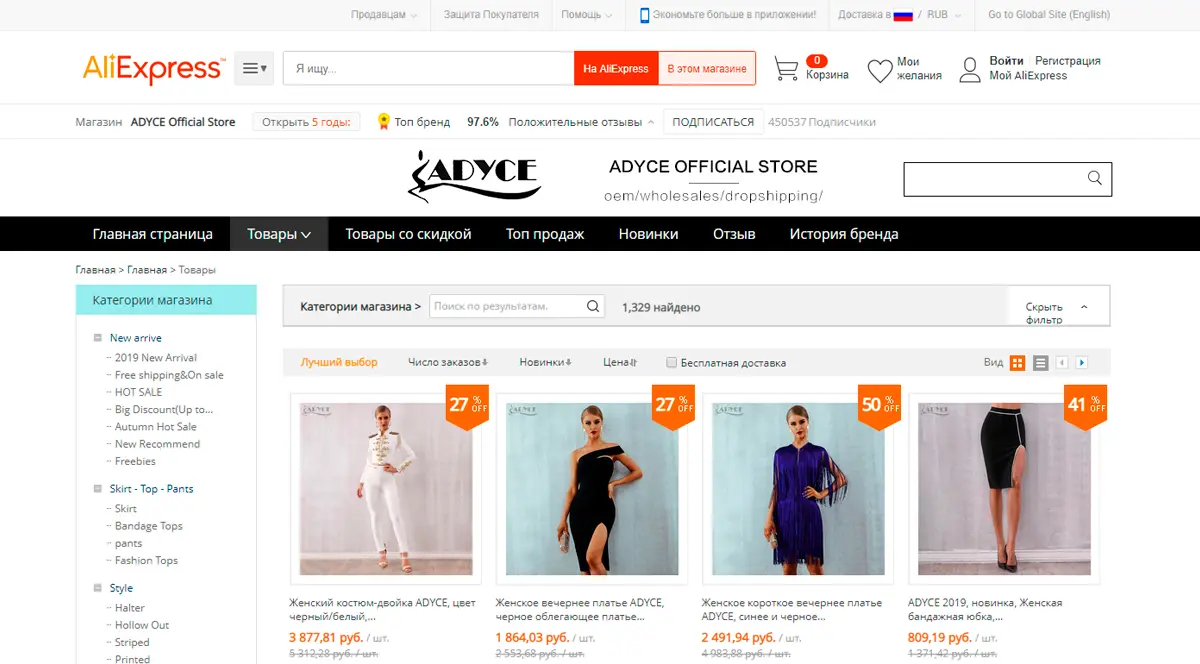 Продавцам
Защита Покупателя
Помощь
Экономьте больше в приложении!
Доставка в / RUB
Go to Global Site (English)
AliExpress™
Я ищу...
На AliExpress
В этом магазине
0
Корзина
Мои
желания
Войти
Регистрация
Мой AliExpress
Магазин ADYCE Official Store
Открыть 5 годы:
Топ бренд
97.6% Положительные отзывы
ПОДПИСАТЬСЯ
450537 Подписчики
ADYCE
ADYCE OFFICIAL STORE
oem/wholesales/dropshipping/
Главная страница
Товары
Товары со скидкой
Топ продаж
Новинки
Отзыв
История бренда
Главная > Главная > Товары
Категории магазина
New arrive
2019 New Arrival
Free shipping&On sale
HOT SALE
Big Discount(Up to...
Autumn Hot Sale
New Recommend
Freebies
Skirt - Top - Pants
Skirt
Bandage Tops
pants
Fashion Tops
Style
Halter
Hollow Out
Striped
Printed
Категории магазина >
Поиск по результатам.
1,329 найдено
Скрыть
фильтр
Лучший выбор
Число заказов
Новинки
Цена
Бесплатная доставка
Вид
ADYCE
27 % OFF
Женский костюм-двойка ADYCE, цвет
черный/белый,...
3 877,81 руб. / шт.
5 312,28 руб. / шт.
ADYCE
27 % OFF
Женское вечернее платье ADYCE,
черное облегающее платье...
1 864,03 руб. / шт.
2 553,68 руб. / шт.
ADYCE
50 % OFF
Женское короткое вечернее платье
ADYCE, синее и черное...
2 491,94 руб. / шт.
4 983,88 руб. / шт.
ADYCE
41 % OFF
ADYCE 2019, новинка, Женская
бандажная юбка,...
809,19 руб. / шт.
1 371,42 руб. / шт.